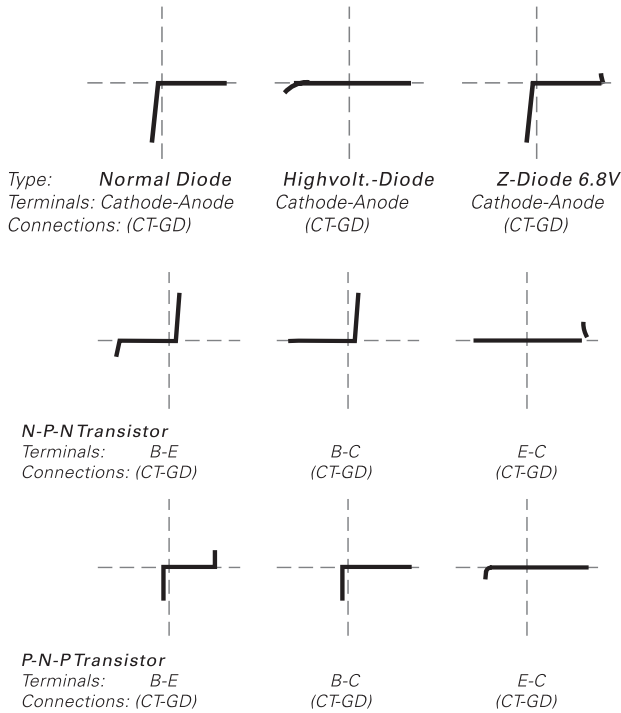 Type: Normal Diode Highvolt.-Diode Z-Diode 6.8V
Terminals: Cathode-Anode Cathode-Anode Cathode-Anode
Connections: (CT-GD) (CT-GD) (CT-GD)
N-P-N Transistor
Terminals: B-E B-C E-C
Connections: (CT-GD) (CT-GD) (CT-GD)
P-N-P Transistor
Terminals: B-E B-C E-C
Connections: (CT-GD) (CT-GD) (CT-GD)